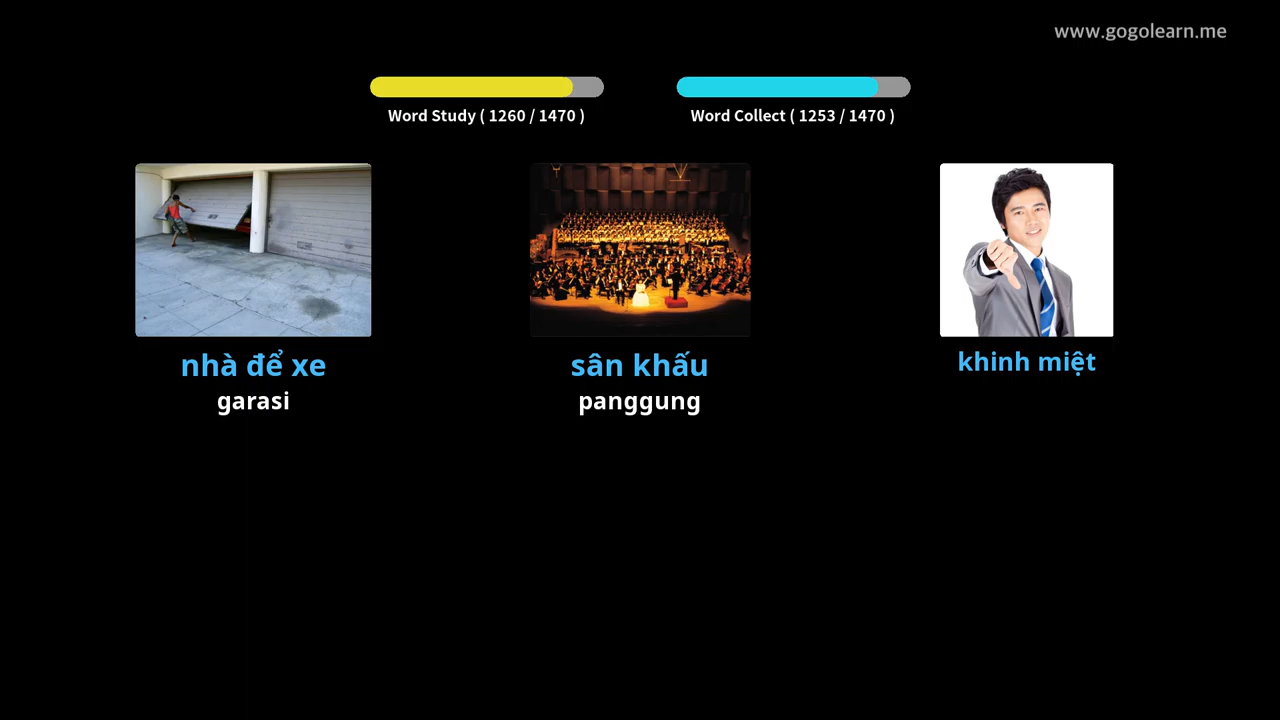 www.gogolearn.me
Word Study ( 1260 / 1470 )
Word Collect ( 1253 / 1470 )
nhà để xe
garasi
sân khấu
panggung
khinh miệt